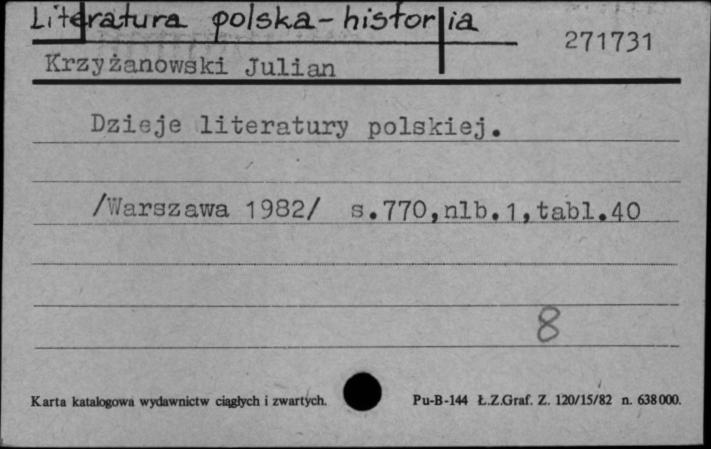 Literatura polska-historia
271731
Krzyżanowski Julian
Dzieje literatury polskiej.
/Warszawa 1982/ s.770,nlb.1,tabl.40
8
Karta katalogowa wydawnictw ciągłych i zwartych. Pu-B-144 Ł.Z.Graf. Z. 120/15/82 n. 638000.